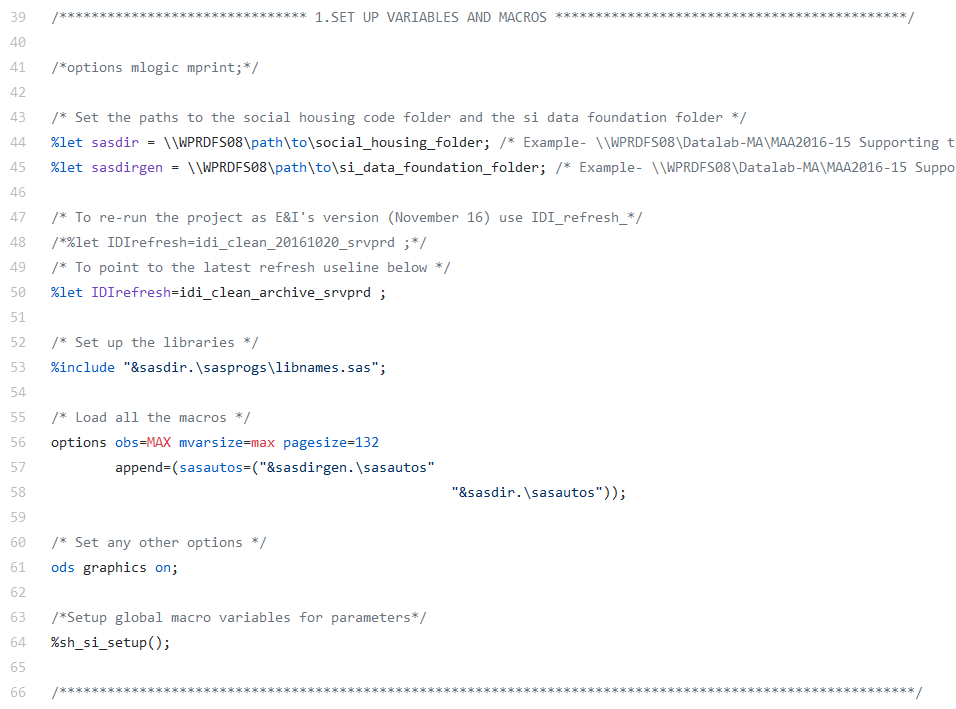 39 /******************************* 1.SET UP VARIABLES AND MACROS ********************************************/
40
41 /*options mlogic mprint;*/
42
43 /* Set the paths to the social housing code folder and the si data foundation folder */
44 %let sasdir = \\WPRDFS08\path\to\social_housing_folder; /* Example- \\WPRDFS08\Datalab-MA\MAA2016-15 Supporting t
45 %let sasdirgen = \\WPRDFS08\path\to\si_data_foundation_folder; /* Example- \\WPRDFS08\Datalab-MA\MAA2016-15 Suppo
46
47 /* To re-run the project as E&I's version (November 16) use IDI_refresh_*/
48 /*%let IDIrefresh=idi_clean_20161020_srvprd ;*/
49 /* To point to the latest refresh useline below */
50 %let IDIrefresh=idi_clean_archive_srvprd ;
51
52 /* Set up the libraries */
53 %include "&sasdir.\sasprogs\libnames.sas";
54
55 /* Load all the macros */
56 options obs=MAX mvarsize=max pagesize=132
57 append=(sasautos=("&sasdirgen.\sasautos"
58 "&sasdir.\sasautos"));
59
60 /* Set any other options */
61 ods graphics on;
62
63 /*Setup global macro variables for parameters*/
64 %sh_si_setup();
65
66 /***********************************************************************************************************/